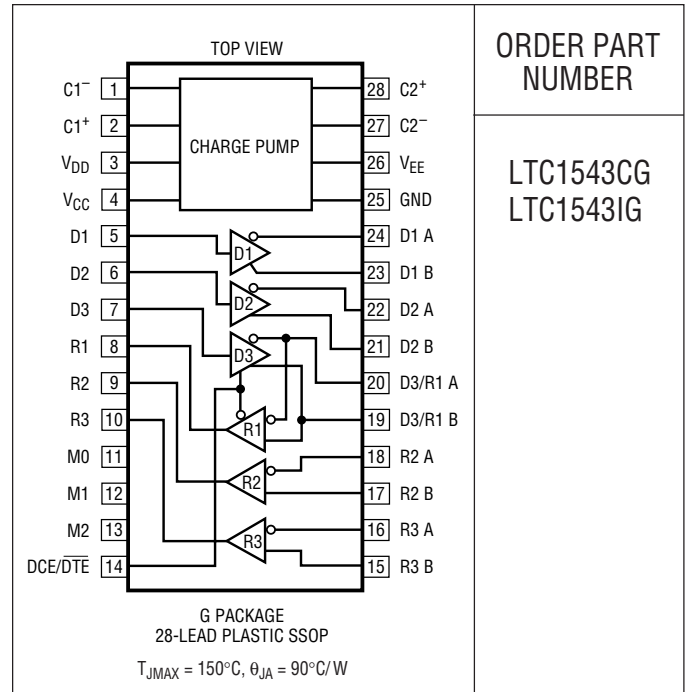 TOP VIEW
ORDER PART
NUMBER
C1⁻ 1
28 C2⁺
C1⁺ 2
27 C2⁻
CHARGE PUMP
V_DD 3
26 V_EE
V_CC 4
25 GND
LTC1543CG
LTC1543IG
D1 5
24 D1 A
D1
23 D1 B
D2 6
D2
22 D2 A
D3 7
21 D2 B
D3
R1 8
20 D3/R1 A
R2 9
19 D3/R1 B
R1
R3 10
18 R2 A
M0 11
R2
17 R2 B
M1 12
16 R3 A
M2 13
R3
15 R3 B
DCE/D̅T̅E̅ 14
G PACKAGE
28-LEAD PLASTIC SSOP
T_JMAX = 150°C, θ_JA = 90°C/W